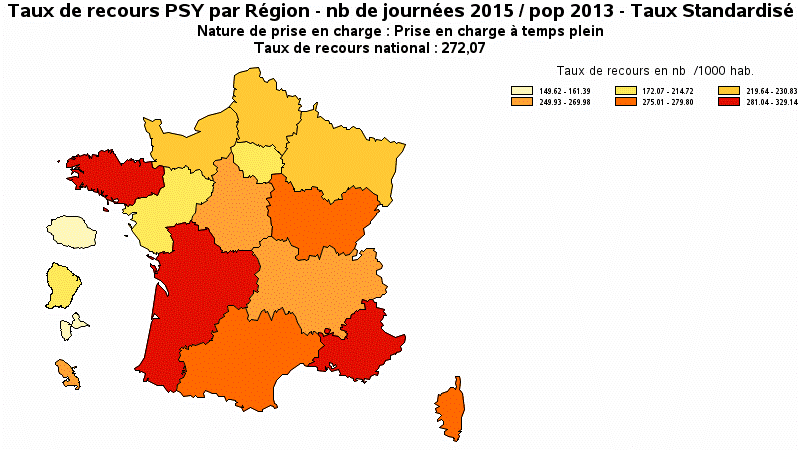 Taux de recours PSY par Région - nb de journées 2015 / pop 2013 - Taux Standardisé
Nature de prise en charge : Prise en charge à temps plein
Taux de recours national : 272,07
Taux de recours en nb /1000 hab.
149.62 - 161.39 172.07 - 214.72 219.64 - 230.83
249.93 - 269.98 275.01 - 279.80 281.04 - 329.14